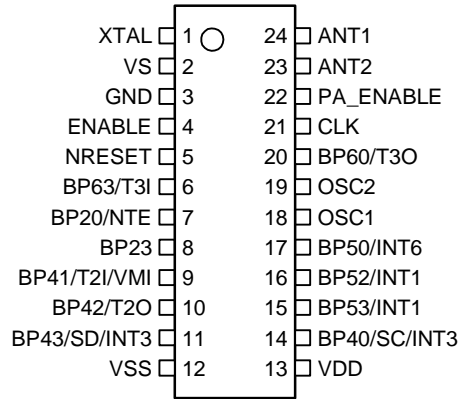 XTAL 1 24 ANT1
VS 2 23 ANT2
GND 3 22 PA_ENABLE
ENABLE 4 21 CLK
NRESET 5 20 BP60/T3O
BP63/T3I 6 19 OSC2
BP20/NTE 7 18 OSC1
BP23 8 17 BP50/INT6
BP41/T2I/VMI 9 16 BP52/INT1
BP42/T2O 10 15 BP53/INT1
BP43/SD/INT3 11 14 BP40/SC/INT3
VSS 12 13 VDD